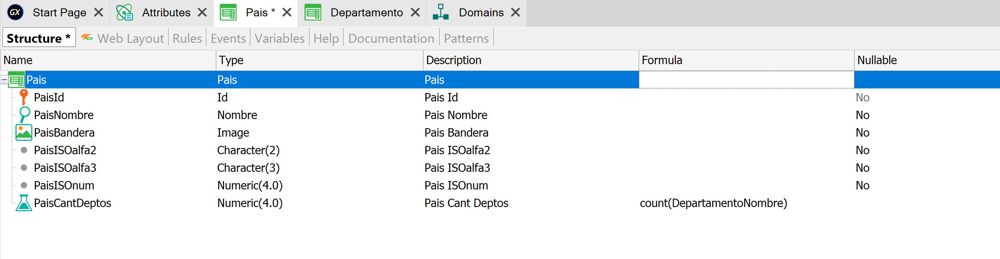 GX Start Page Attributes Pais * Departamento Domains
Structure * Web Layout Rules Events Variables Help Documentation Patterns
Name Type Description Formula Nullable
Pais Pais Pais
PaisId Id Pais Id No
PaisNombre Nombre Pais Nombre No
PaisBandera Image Pais Bandera No
PaisISOalfa2 Character(2) Pais ISOalfa2 No
PaisISOalfa3 Character(3) Pais ISOalfa3 No
PaisISOnum Numeric(4.0) Pais ISOnum No
PaisCantDeptos Numeric(4.0) Pais Cant Deptos count(DepartamentoNombre)